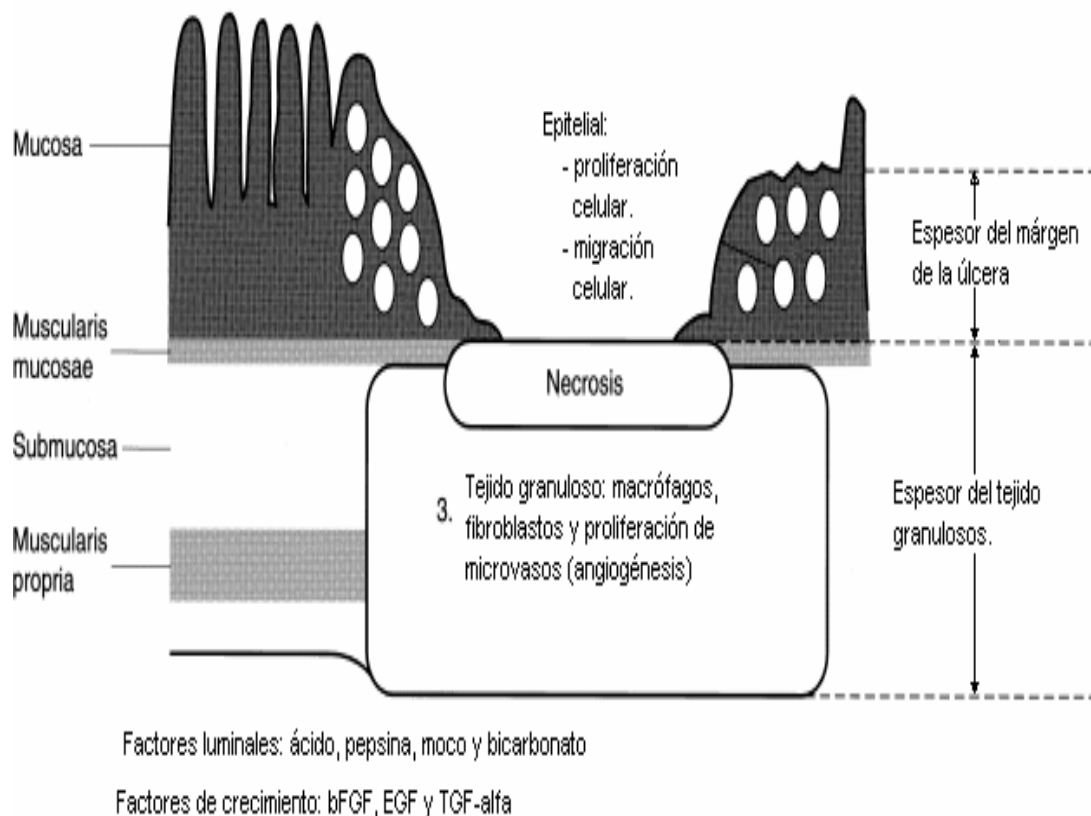 Mucosa
Muscularis
mucosae
Submucosa
Muscularis
propria
Epitelial:
- proliferación
celular.
- migración
celular.
Necrosis
3. Tejido granuloso: macrófagos,
fibroblastos y proliferación de
microvasos (angiogénesis)
Espesor del márgen
de la úlcera
Espesor del tejido
granulosos.
Factores luminales: ácido, pepsina, moco y bicarbonato
Factores de crecimiento: bFGF, EGF y TGF-alfa